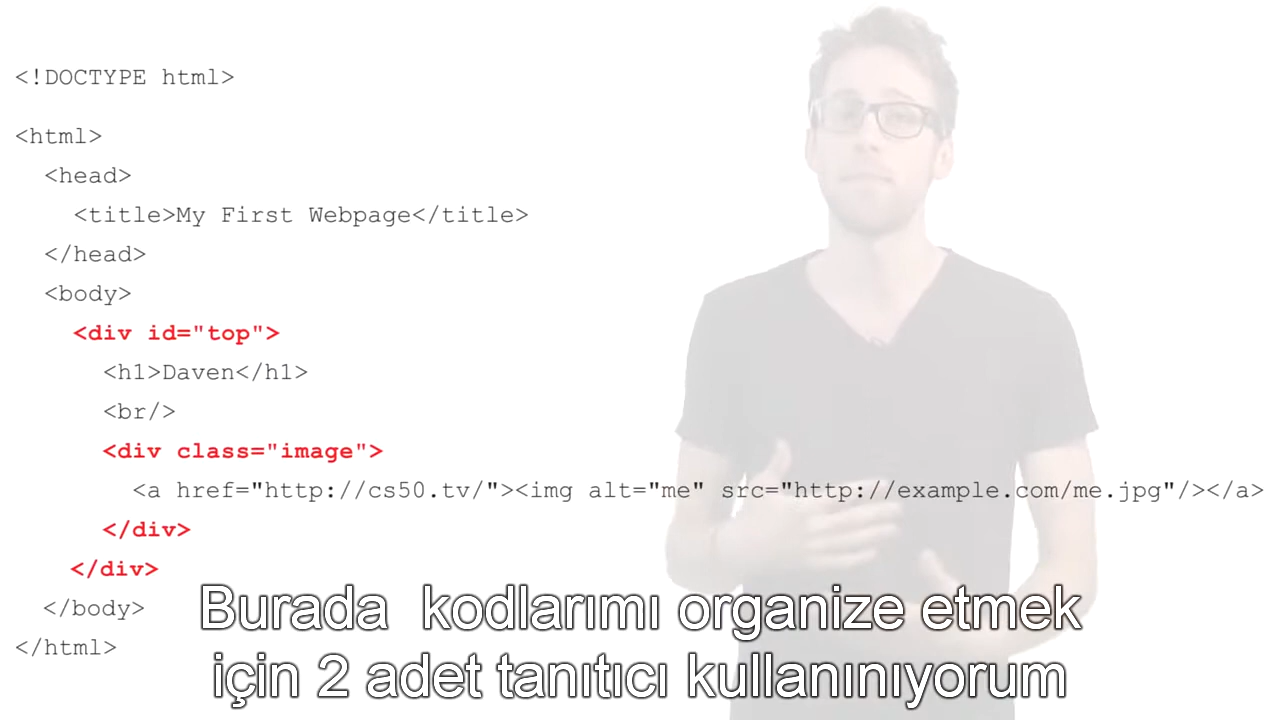 <!DOCTYPE html>
<html>
<head>
<title>My First Webpage</title>
</head>
<body>
<div id="top">
<h1>Daven</h1>
<br/>
<div class="image">
<a href="http://cs50.tv/"><img alt="me" src="http://example.com/me.jpg"/></a>
</div>
</div>
</body>
</html>
Burada kodlarımı organize etmek
için 2 adet tanıtıcı kullanınıyorum